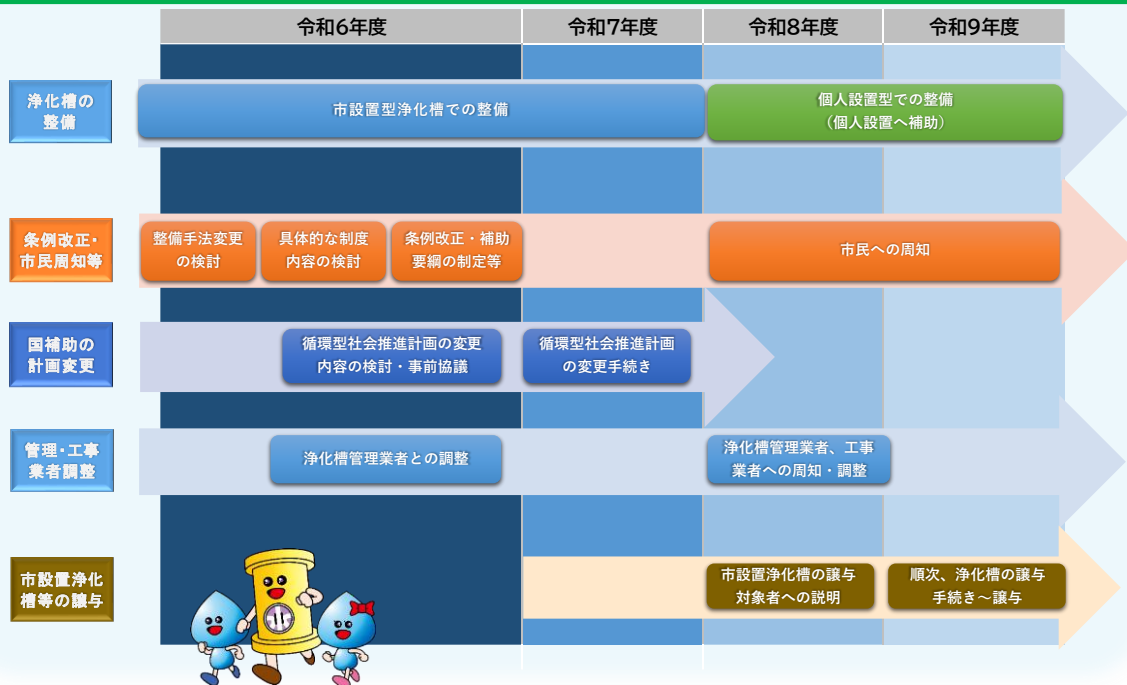 令和6年度
令和7年度
令和8年度
令和9年度
浄化槽の
整備
市設置型浄化槽での整備
個人設置型での整備
（個人設置へ補助）
条例改正・
市民周知等
整備手法変更
の検討
具体的な制度
内容の検討
条例改正・補助
要綱の制定等
市民への周知
国補助の
計画変更
循環型社会推進計画の変更
内容の検討・事前協議
循環型社会推進計画
の変更手続き
管理・工事
業者調整
浄化槽管理業者との調整
浄化槽管理業者、工事
業者への周知・調整
市設置浄化
槽等の譲与
市設置浄化槽の譲与
対象者への説明
順次、浄化槽の譲与
手続き～譲与